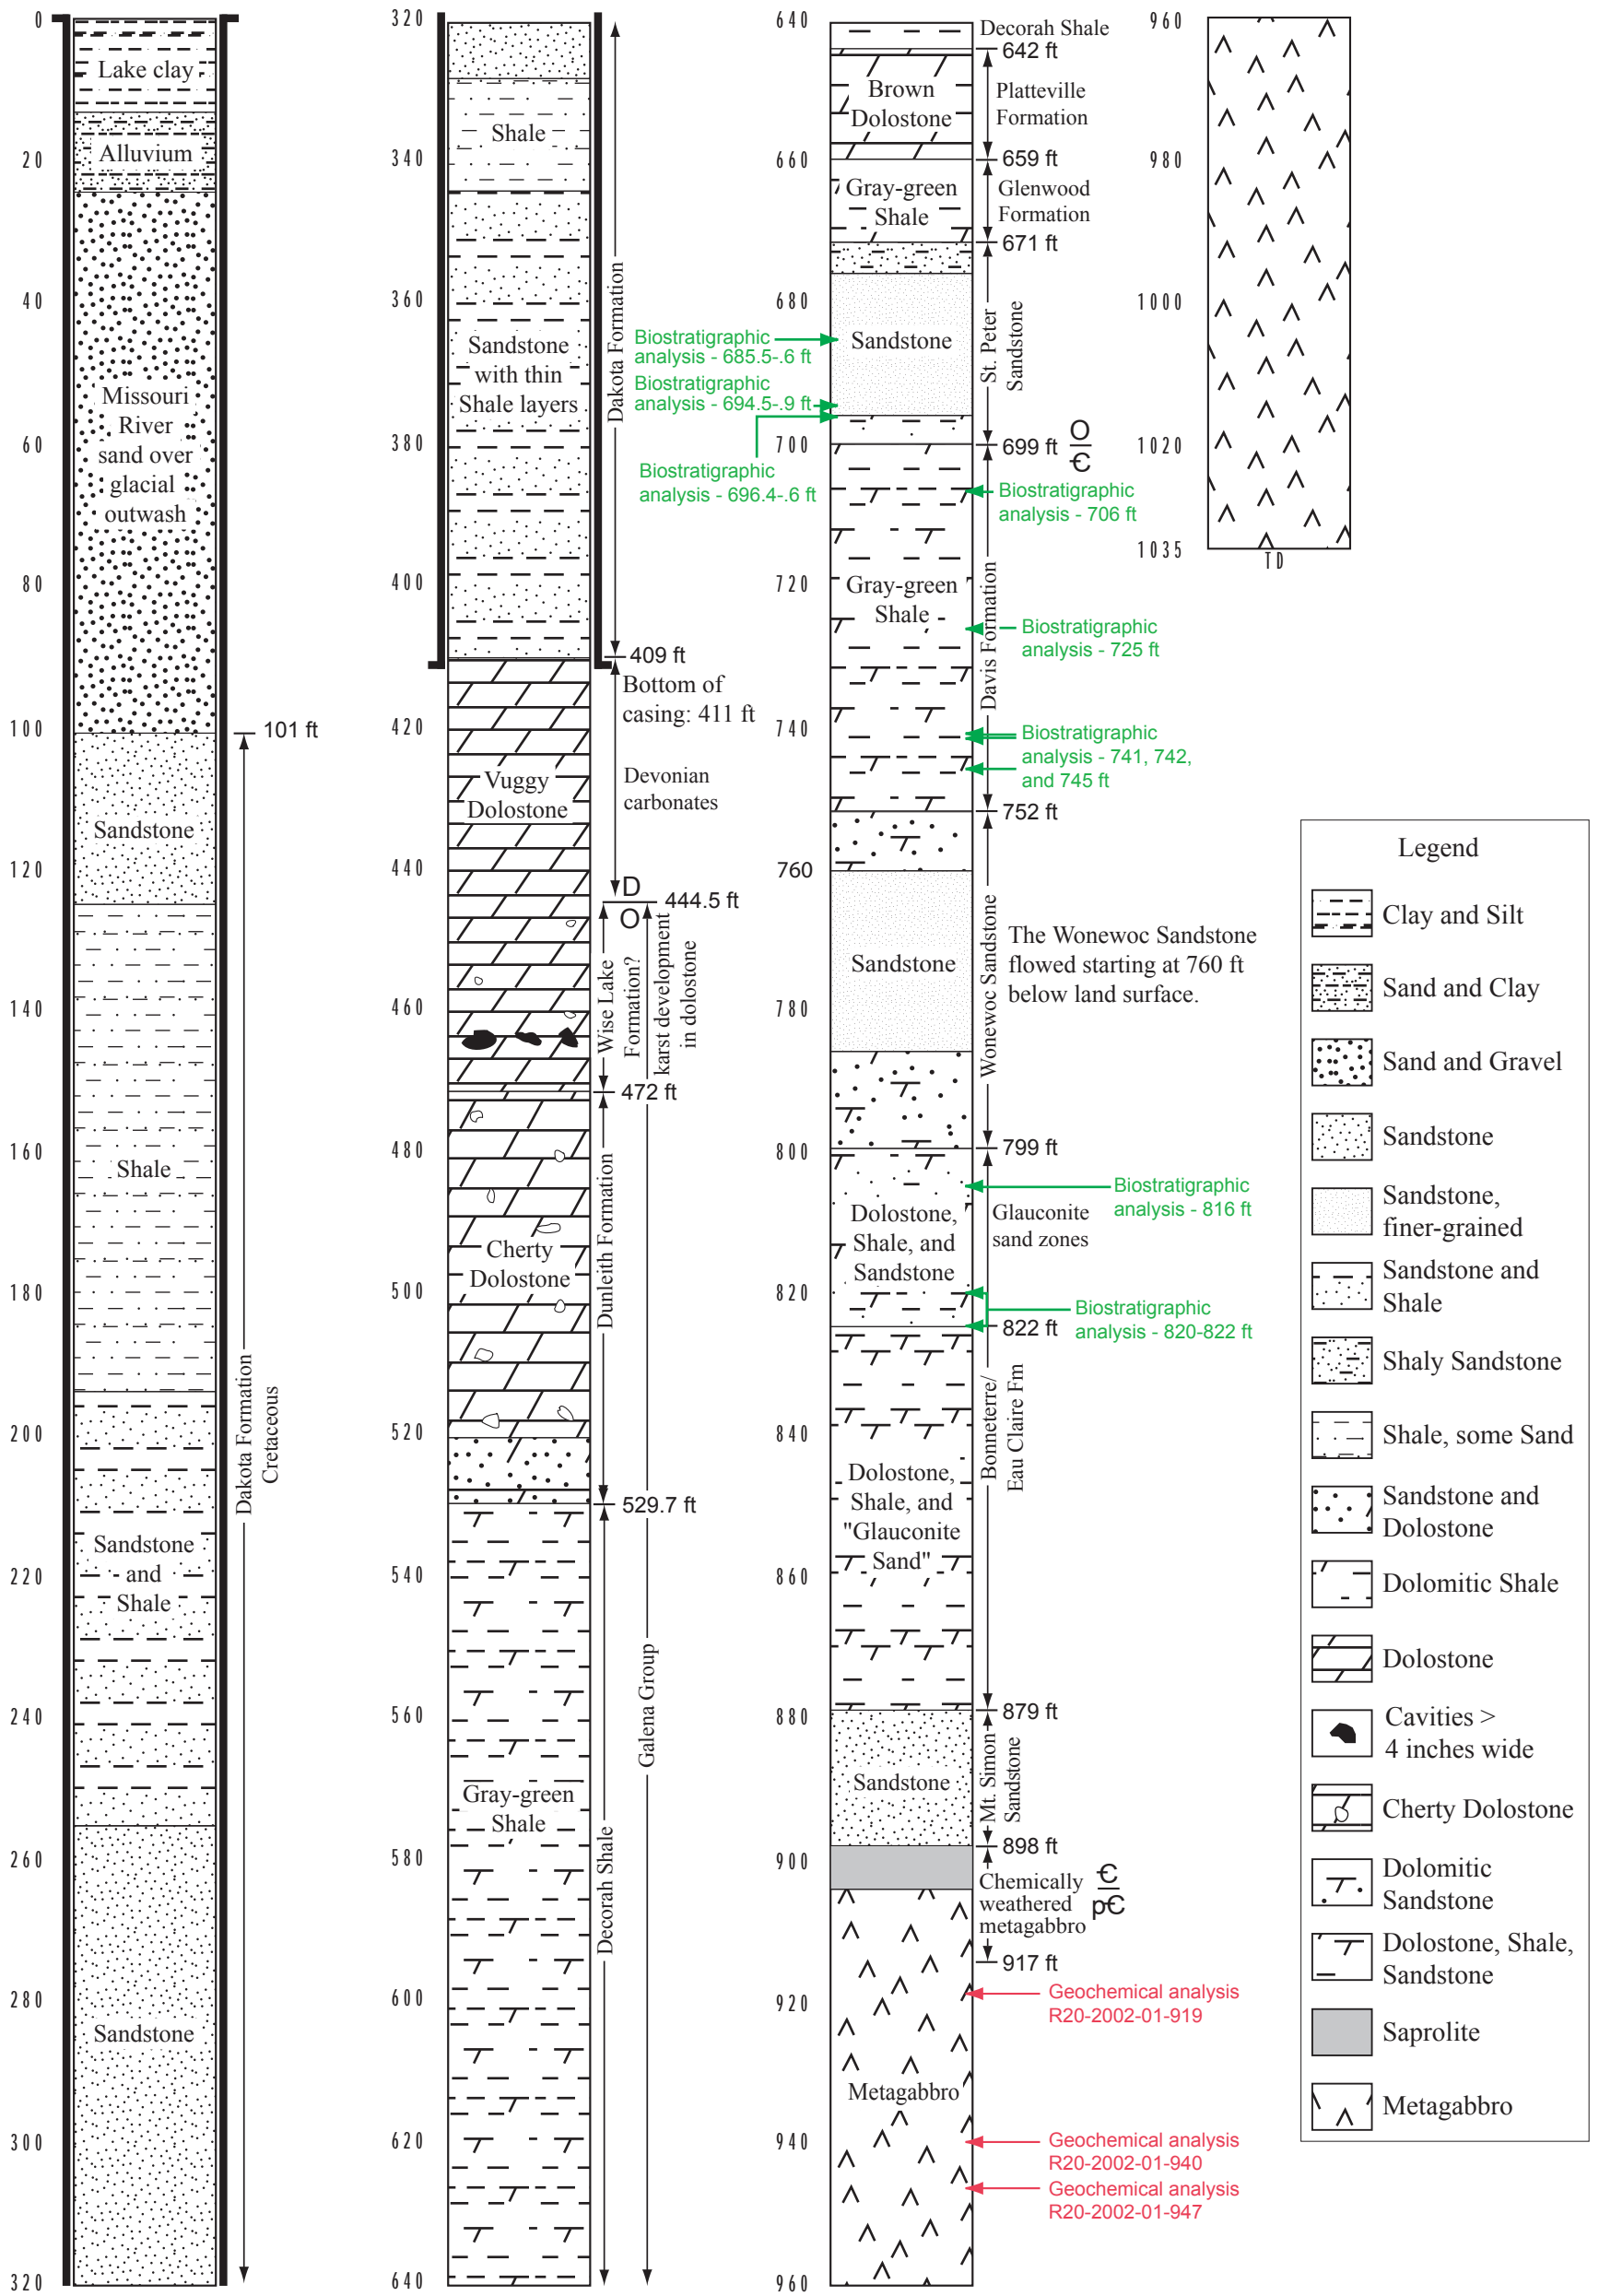 0
20
40
60
80
100
120
140
160
180
200
220
240
260
280
300
320
Lake clay
Alluvium
Missouri
River
sand over
glacial
outwash
101 ft
Sandstone
Shale
Sandstone
and
Shale
Sandstone
Dakota Formation
Cretaceous
320
340
360
380
400
420
440
460
480
500
520
540
560
580
600
620
640
Shale
Sandstone
with thin
Shale layers
Dakota Formation
409 ft
Bottom of
casing: 411 ft
Vuggy
Dolostone
Devonian
carbonates
D
O
444.5 ft
Wise Lake
Formation?
karst development
in dolostone
472 ft
Cherty
Dolostone
Dunleith Formation
529.7 ft
Gray-green
Shale
Decorah Shale
Galena Group
640
660
680
700
720
740
760
780
800
820
840
860
880
900
920
940
960
Decorah Shale
642 ft
Brown
Dolostone
Platteville
Formation
659 ft
Gray-green
Shale
Glenwood
Formation
671 ft
Biostratigraphic
analysis - 685.5-.6 ft
Sandstone
St. Peter
Sandstone
Biostratigraphic
analysis - 694.5-.9 ft
Biostratigraphic
analysis - 696.4-.6 ft
699 ft
O
Є
Biostratigraphic
analysis - 706 ft
Gray-green
Shale
Davis Formation
Biostratigraphic
analysis - 725 ft
Biostratigraphic
analysis - 741, 742,
and 745 ft
752 ft
Sandstone
Wonewoc Sandstone
The Wonewoc Sandstone
flowed starting at 760 ft
below land surface.
799 ft
Biostratigraphic
analysis - 816 ft
Dolostone,
Shale, and
Sandstone
Glauconite
sand zones
Biostratigraphic
analysis - 820-822 ft
822 ft
Dolostone,
Shale, and
"Glauconite
Sand"
Bonneterre/
Eau Claire Fm
879 ft
Sandstone
Mt. Simon
Sandstone
898 ft
Chemically
weathered
metagabbro
Є
pЄ
917 ft
Geochemical analysis
R20-2002-01-919
Metagabbro
Geochemical analysis
R20-2002-01-940
Geochemical analysis
R20-2002-01-947
960
980
1000
1020
1035
TD
Legend
Clay and Silt
Sand and Clay
Sand and Gravel
Sandstone
Sandstone,
finer-grained
Sandstone and
Shale
Shaly Sandstone
Shale, some Sand
Sandstone and
Dolostone
Dolomitic Shale
Dolostone
Cavities >
4 inches wide
Cherty Dolostone
Dolomitic
Sandstone
Dolostone, Shale,
Sandstone
Saprolite
Metagabbro